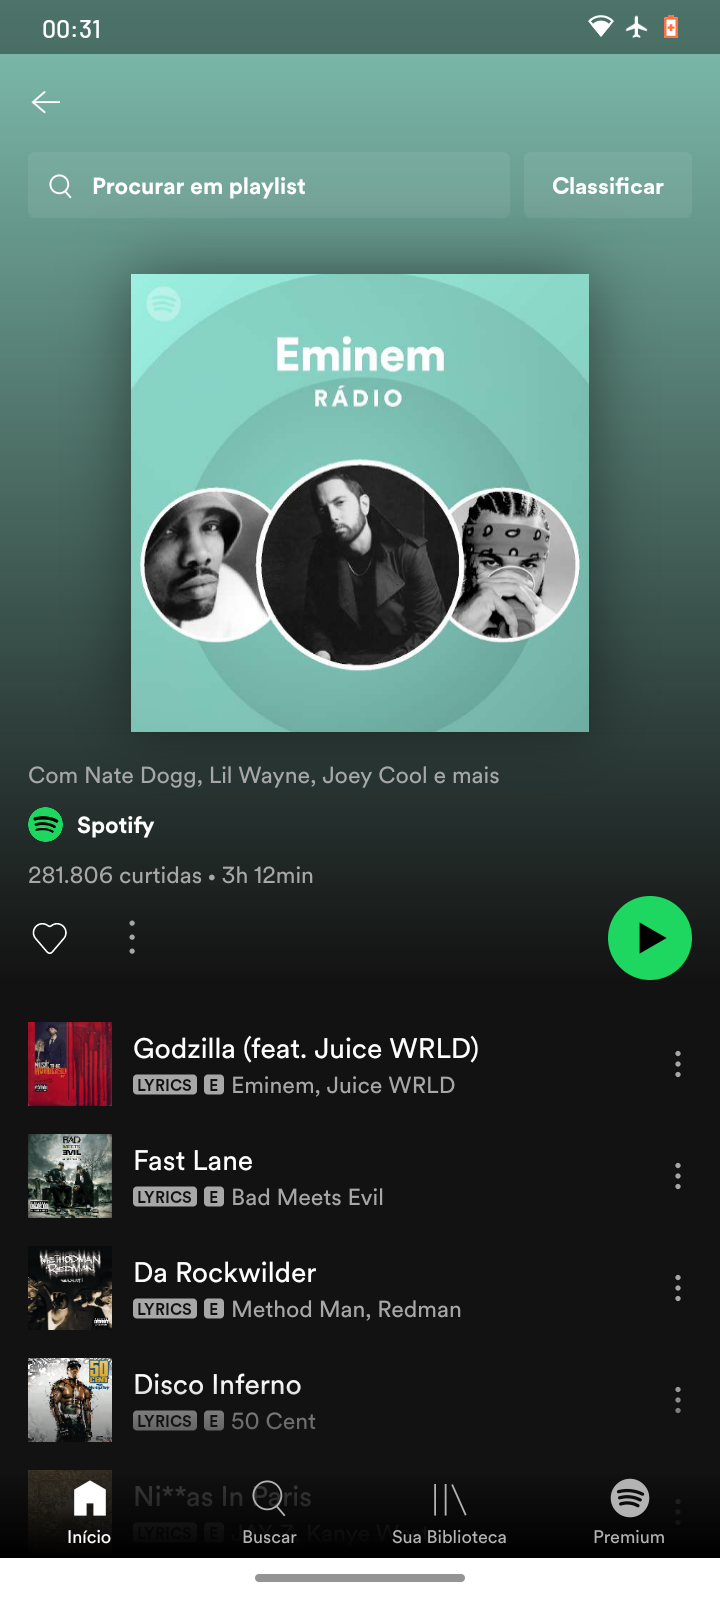 00:31
Procurar em playlist
Classificar
Eminem
RÁDIO
Com Nate Dogg, Lil Wayne, Joey Cool e mais
Spotify
281.806 curtidas • 3h 12min
Godzilla (feat. Juice WRLD)
LYRICS E Eminem, Juice WRLD
Fast Lane
LYRICS E Bad Meets Evil
Da Rockwilder
LYRICS E Method Man, Redman
Disco Inferno
LYRICS E 50 Cent
Ni**as In Paris
LYRICS E JAY-Z, Kanye West
Início
Buscar
Sua Biblioteca
Premium